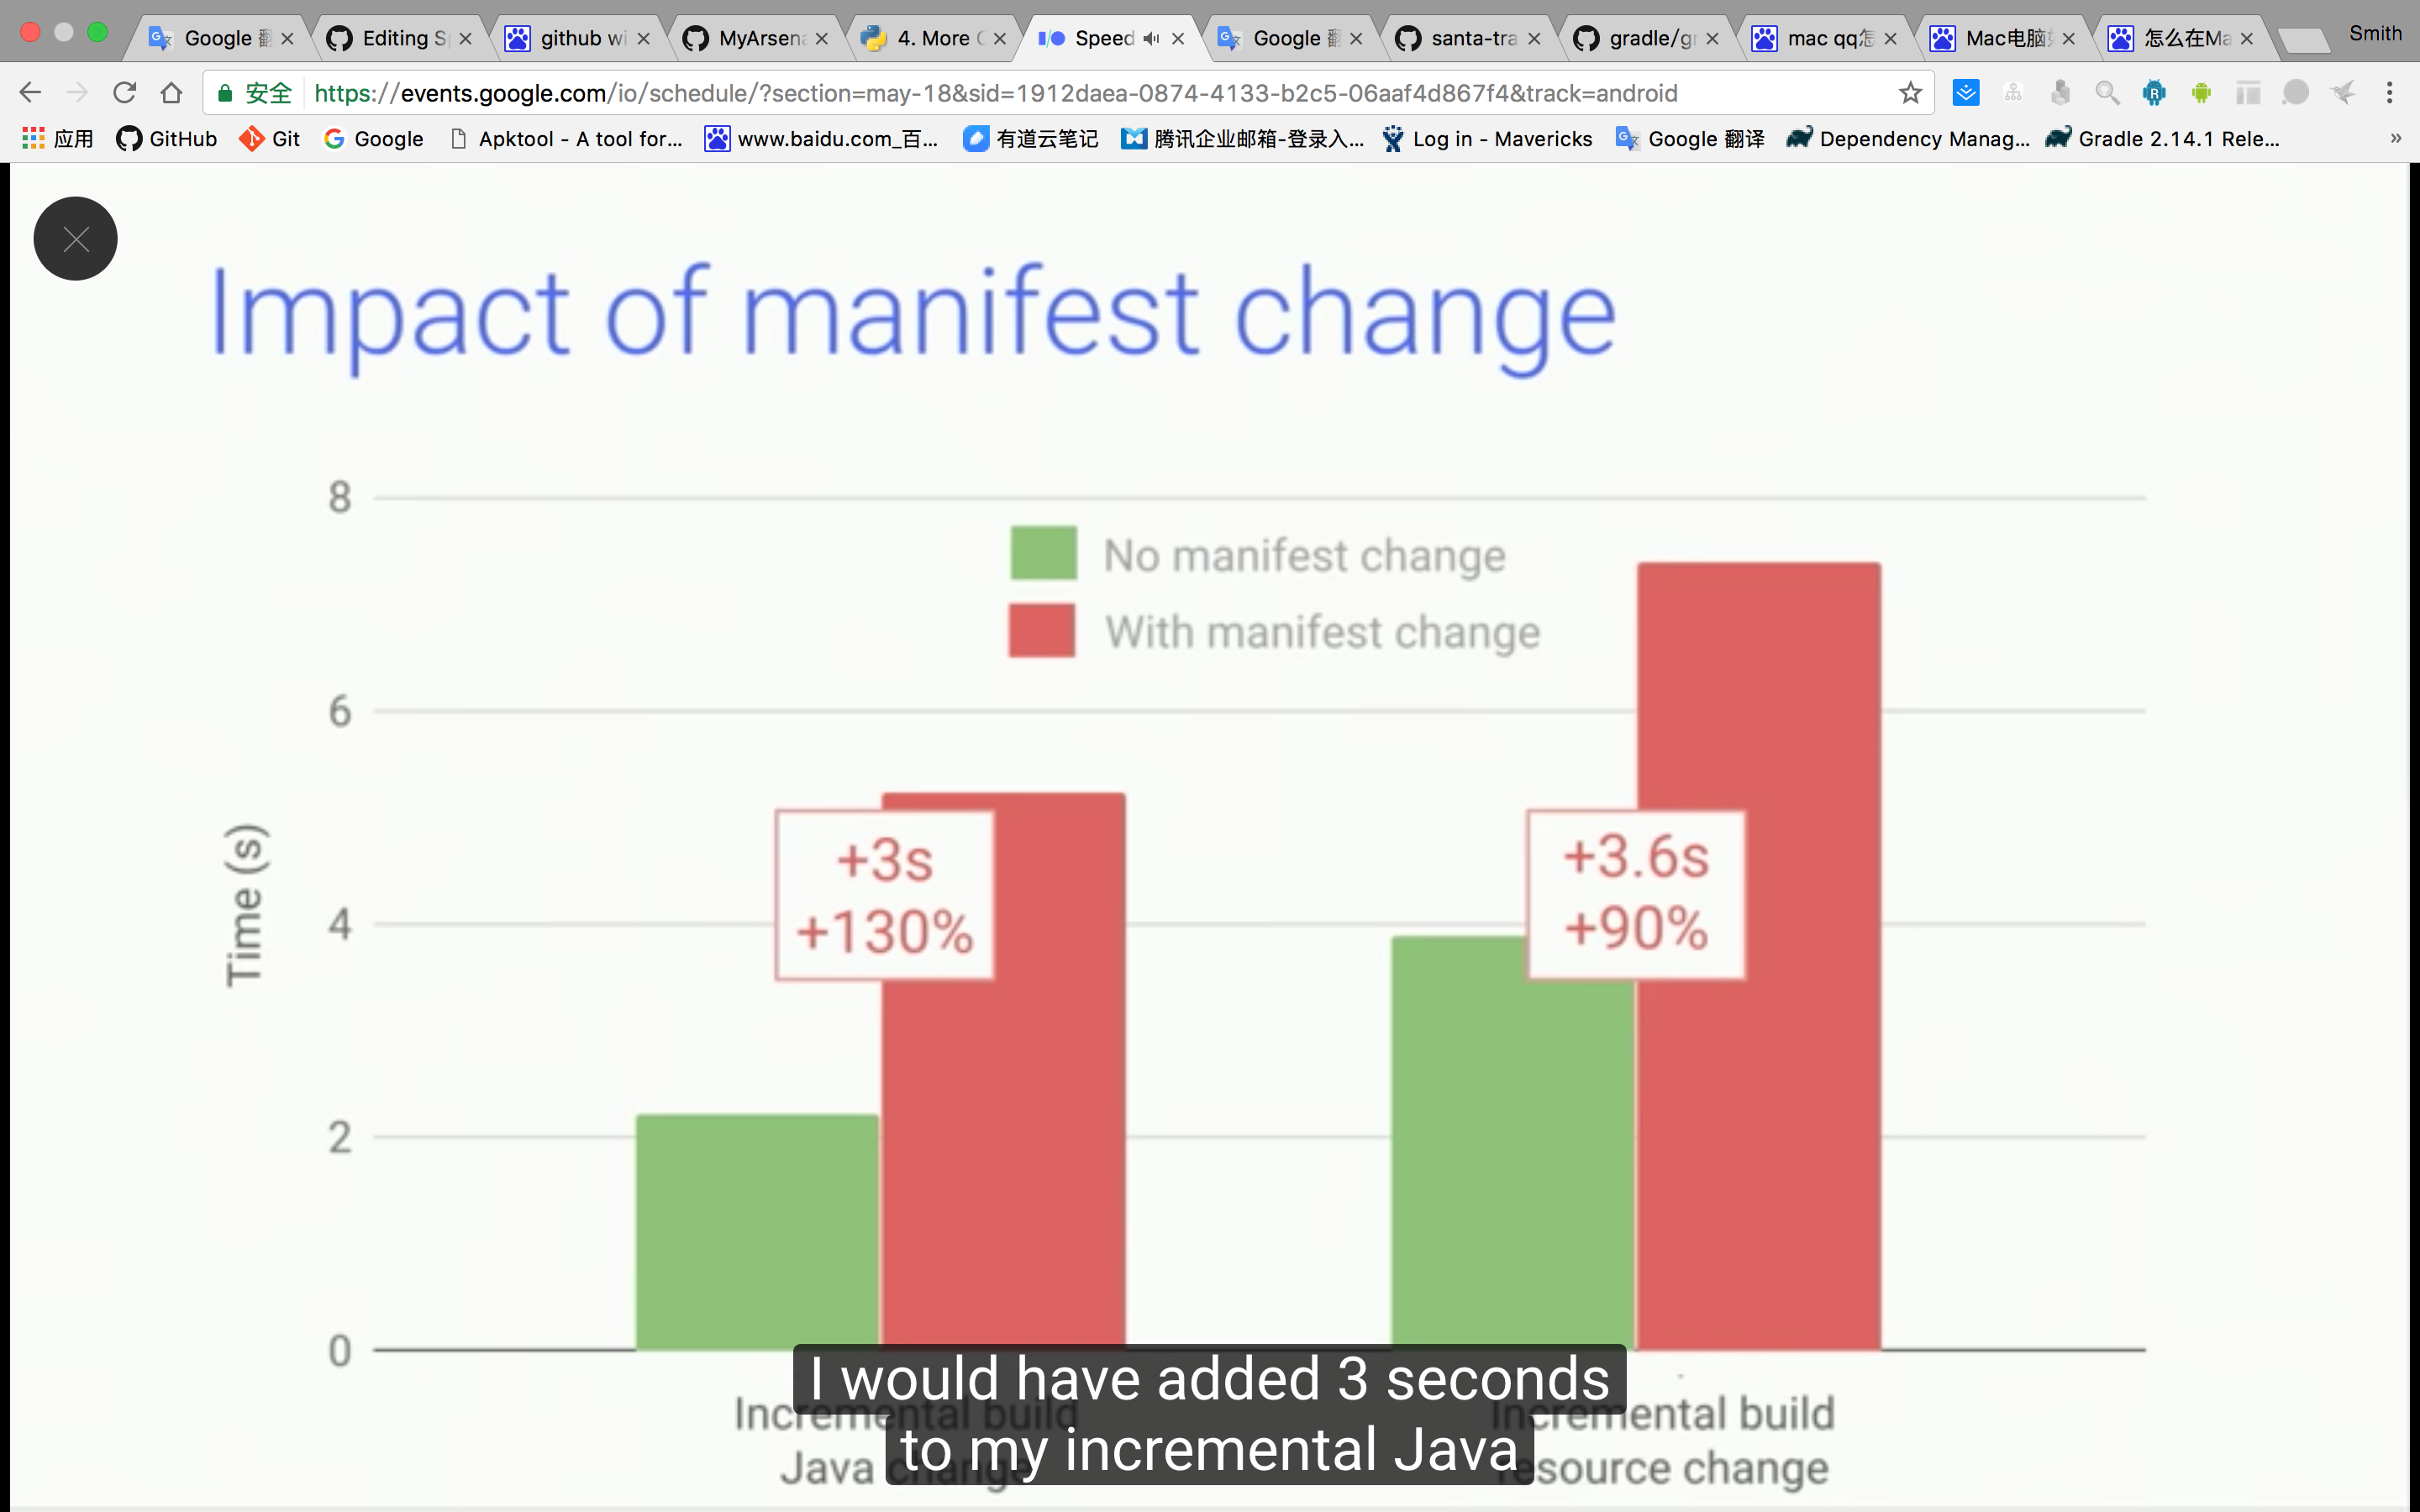 Google 翻
Editing Sp
github wi
MyArsena
4. More C
Speed
Google 翻
santa-tra
gradle/gr
mac qq怎
Mac电脑如
怎么在Ma
Smith
安全
https://events.google.com/io/schedule/?section=may-18&sid=1912daea-0874-4133-b2c5-06aaf4d867f4&track=android
应用
GitHub
Git
Google
Apktool - A tool for...
www.baidu.com_百...
有道云笔记
腾讯企业邮箱-登录入...
Log in - Mavericks
Google 翻译
Dependency Manag...
Gradle 2.14.1 Rele...
Impact of manifest change
8
No manifest change
With manifest change
6
+3s
+130%
+3.6s
+90%
Time (s)
4
2
0
I would have added 3 seconds
to my incremental Java
Incremental build
Java change
Incremental build
resource change